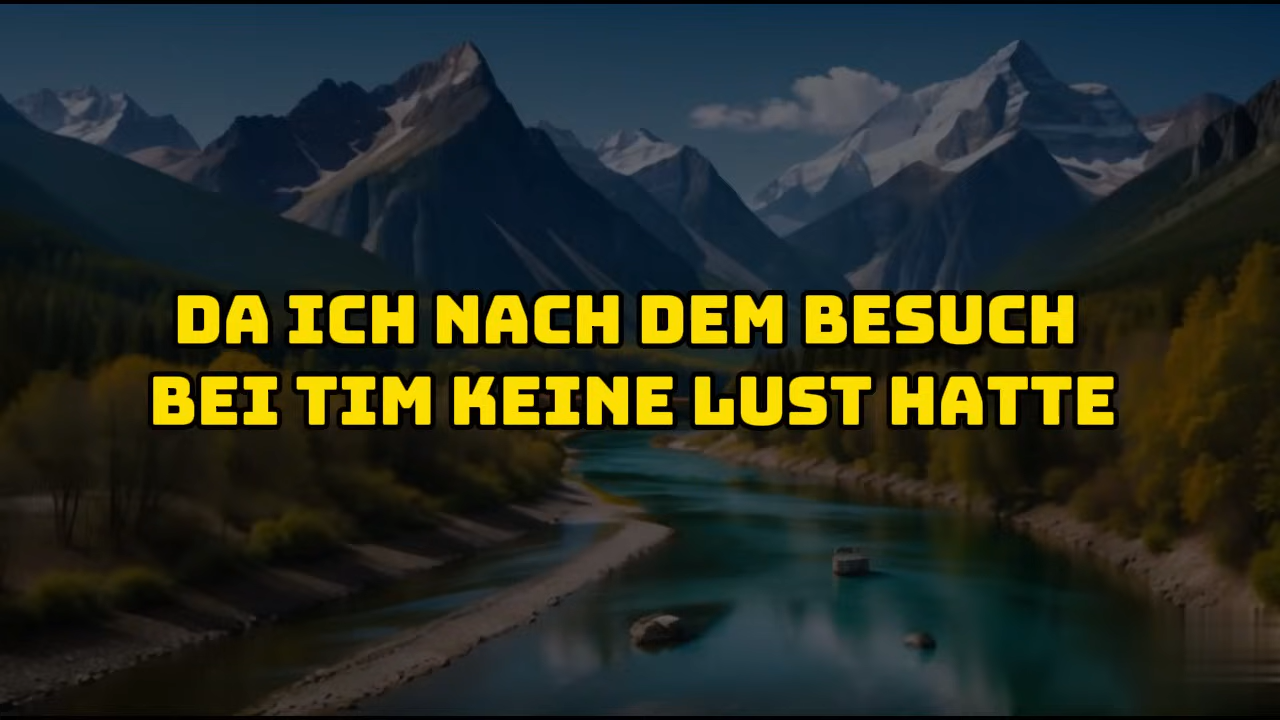 DA ICH NACH DEM BESUCH
BEI TIM KEINE LUST HATTE